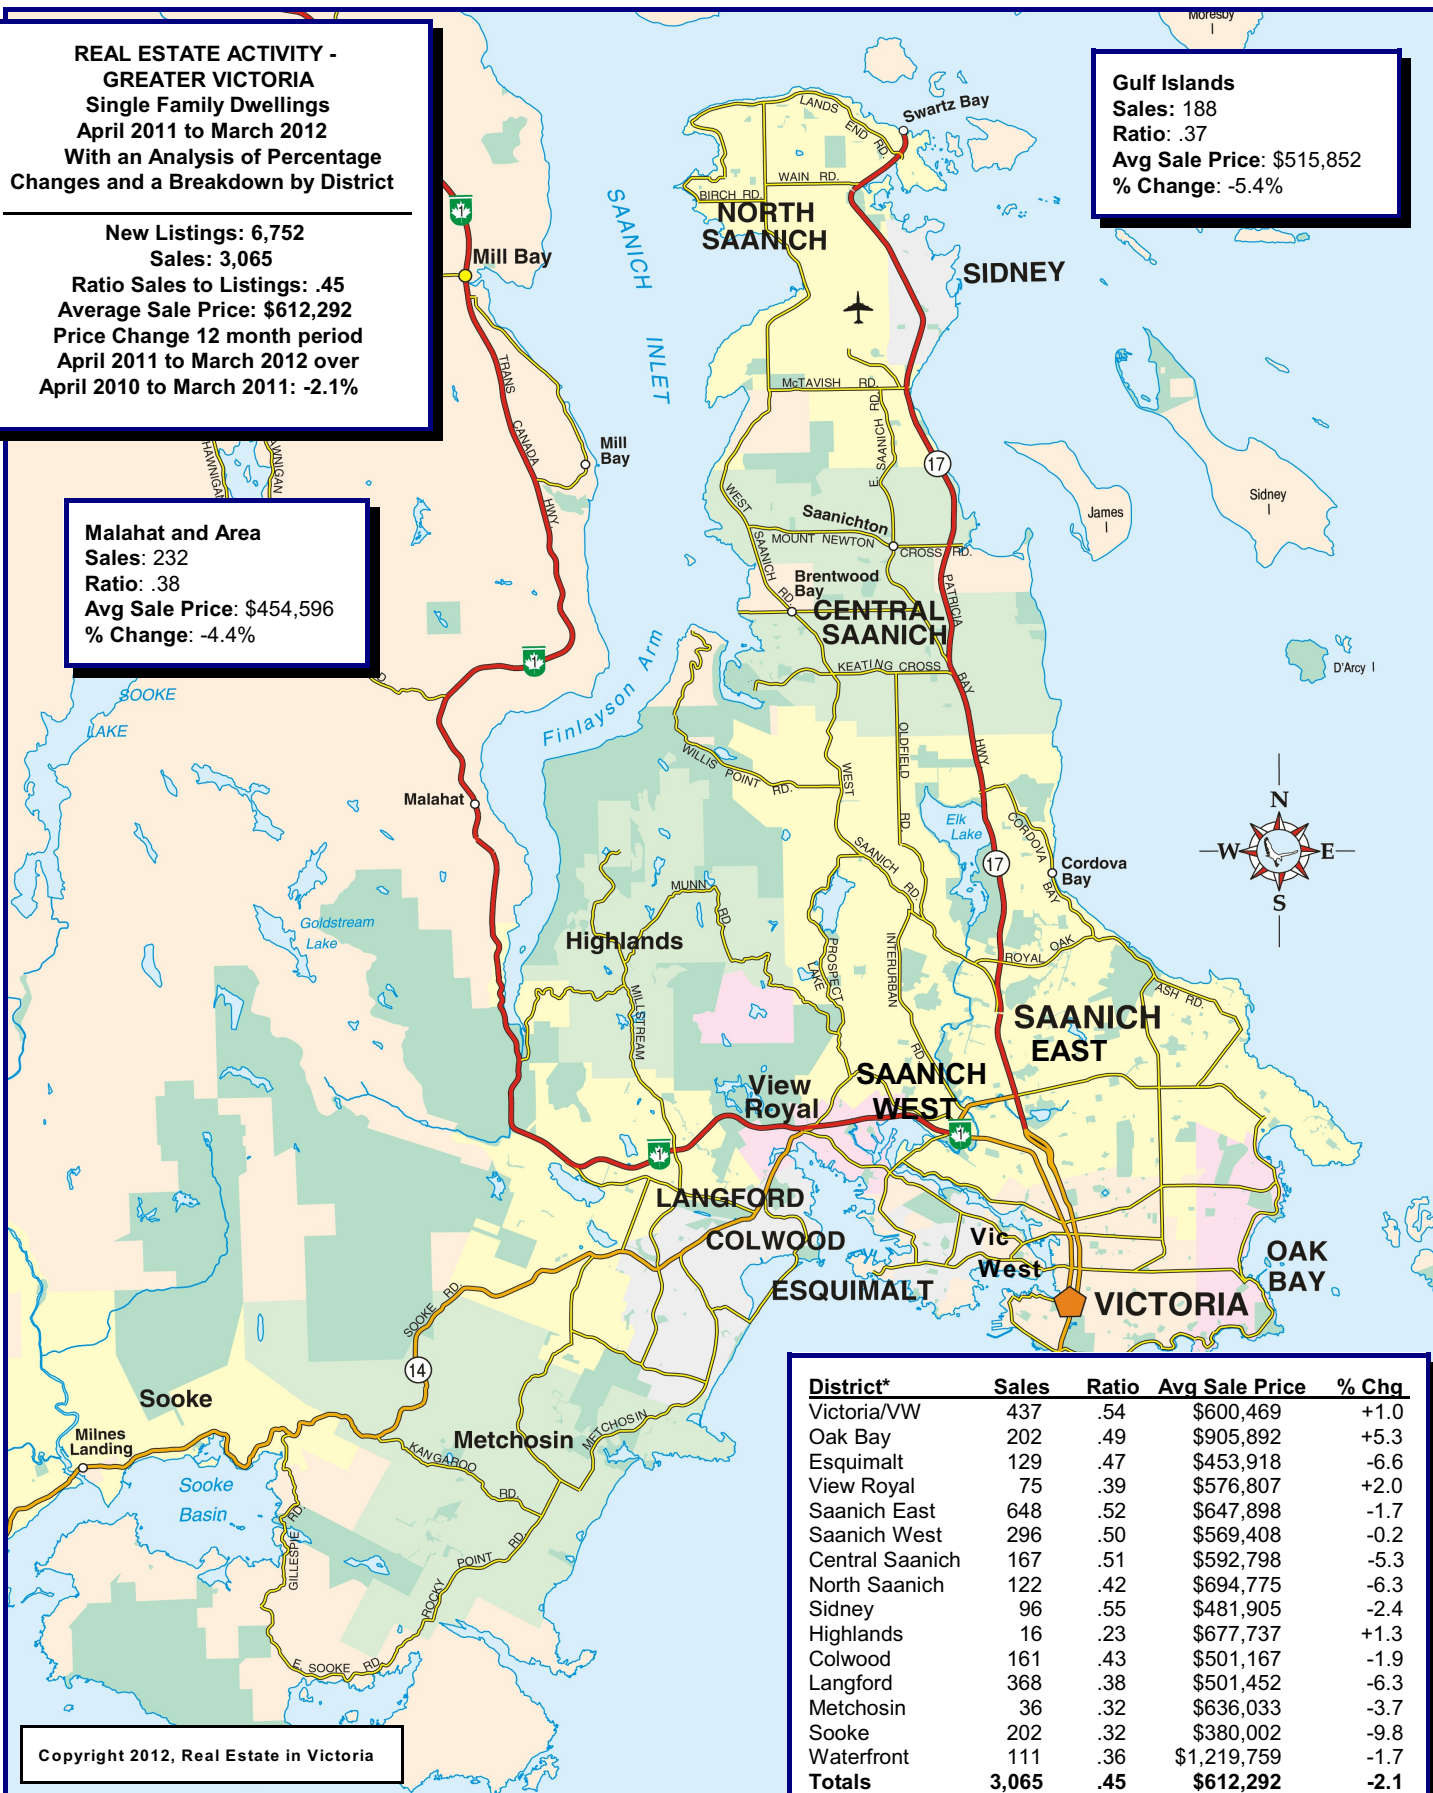 REAL ESTATE ACTIVITY -
GREATER VICTORIA
Single Family Dwellings
April 2011 to March 2012
With an Analysis of Percentage
Changes and a Breakdown by District
New Listings: 6,752
Sales: 3,065
Ratio Sales to Listings: .45
Average Sale Price: $612,292
Price Change 12 month period
April 2011 to March 2012 over
April 2010 to March 2011: -2.1%
Moresby
I
Gulf Islands
Sales: 188
Ratio: .37
Avg Sale Price: $515,852
% Change: -5.4%
Swartz Bay
LANDS END RD.
WAIN RD.
BIRCH RD.
NORTH
SAANICH
SAANICH INLET
SIDNEY
1
Mill Bay
TRANS CANADA HWY.
McTAVISH RD.
E. SAANICH RD.
Mill
Bay
17
HAWNIGAN
AWNIGAN
WEST SAANICH RD.
Sidney
I
James
I
Saanichton
MOUNT NEWTON CROSS RD.
Malahat and Area
Sales: 232
Ratio: .38
Avg Sale Price: $454,596
% Change: -4.4%
Brentwood
Bay
PATRICIA BAY HWY.
CENTRAL
SAANICH
1
Finlayson Arm
KEATING CROSS
D'Arcy I
D
SOOKE
LAKE
OLDFIELD RD.
WILLIS POINT RD.
WEST SAANICH RD.
Malahat
N
W
E
S
Elk
Lake
CORDOVA BAY
Cordova
Bay
17
MUNN RD.
Goldstream
Lake
Highlands
PROSPECT LAKE
INTERURBAN RD.
ROYAL OAK
ASH RD.
MILLSTREAM
SAANICH
EAST
View
Royal
SAANICH
WEST
1
1
LANGFORD
COLWOOD
Vic
West
OAK
BAY
ESQUIMALT
VICTORIA
SOOKE RD.
14
Sooke
Milnes
Landing
Metchosin
METCHOSIN
KANGAROO RD.
Sooke
Basin
GILLESPIE RD.
ROCKY POINT RD.
E. SOOKE RD.
District* Sales Ratio Avg Sale Price % Chg
Victoria/VW 437 .54 $600,469 +1.0
Oak Bay 202 .49 $905,892 +5.3
Esquimalt 129 .47 $453,918 -6.6
View Royal 75 .39 $576,807 +2.0
Saanich East 648 .52 $647,898 -1.7
Saanich West 296 .50 $569,408 -0.2
Central Saanich 167 .51 $592,798 -5.3
North Saanich 122 .42 $694,775 -6.3
Sidney 96 .55 $481,905 -2.4
Highlands 16 .23 $677,737 +1.3
Colwood 161 .43 $501,167 -1.9
Langford 368 .38 $501,452 -6.3
Metchosin 36 .32 $636,033 -3.7
Sooke 202 .32 $380,002 -9.8
Waterfront 111 .36 $1,219,759 -1.7
Totals 3,065 .45 $612,292 -2.1
Copyright 2012, Real Estate in Victoria